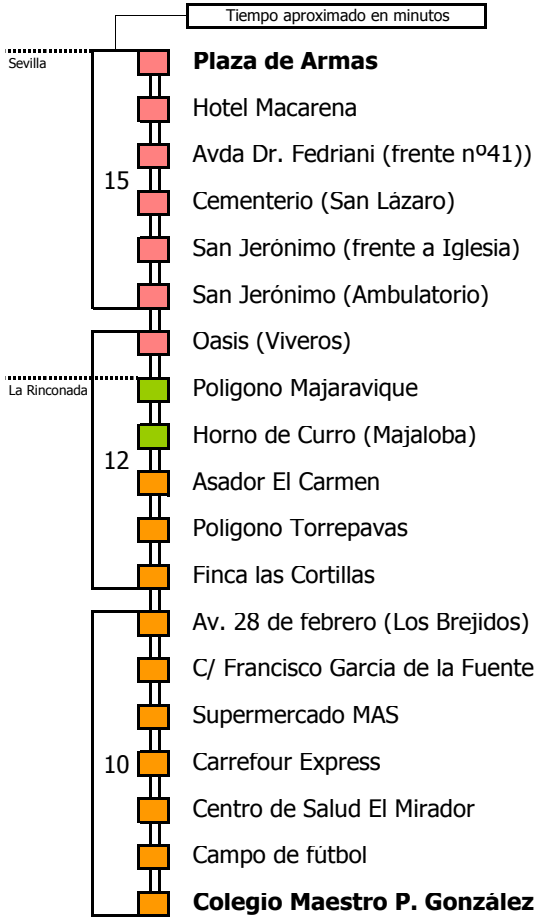 Tiempo aproximado en minutos
Sevilla
Plaza de Armas
Hotel Macarena
Avda Dr. Fedriani (frente nº41))
15
Cementerio (San Lázaro)
San Jerónimo (frente a Iglesia)
San Jerónimo (Ambulatorio)
Oasis (Viveros)
La Rinconada
Poligono Majaravique
Horno de Curro (Majaloba)
12
Asador El Carmen
Poligono Torrepavas
Finca las Cortillas
Av. 28 de febrero (Los Brejidos)
C/ Francisco Garcia de la Fuente
Supermercado MAS
10
Carrefour Express
Centro de Salud El Mirador
Campo de fútbol
Colegio Maestro P. González